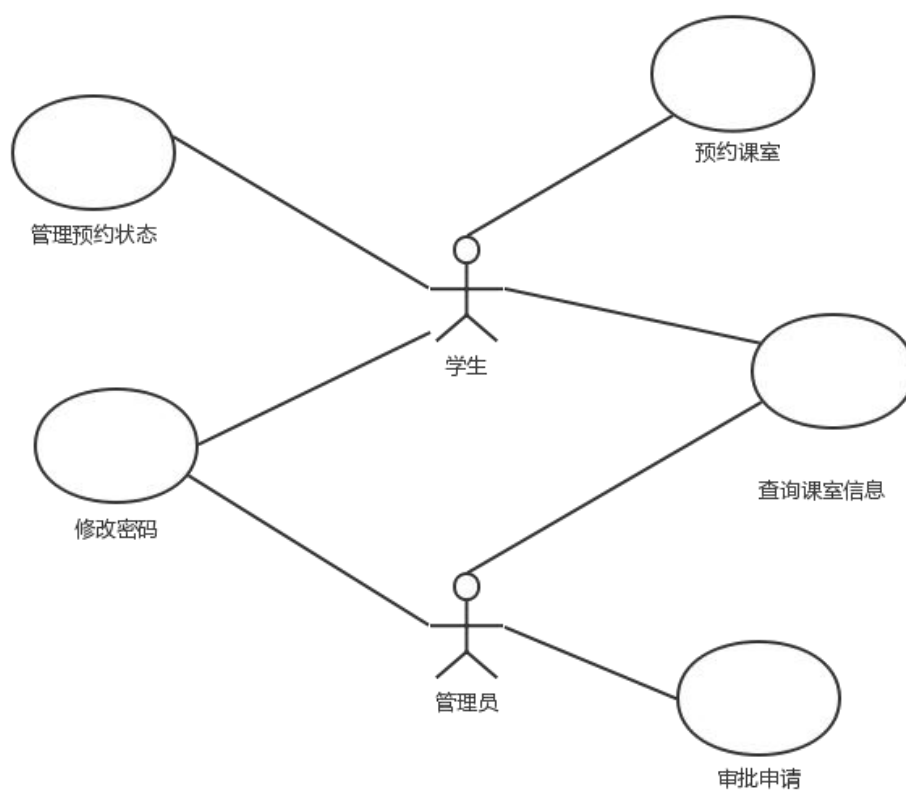 预约课室
管理预约状态
学生
查询课室信息
修改密码
管理员
审批申请